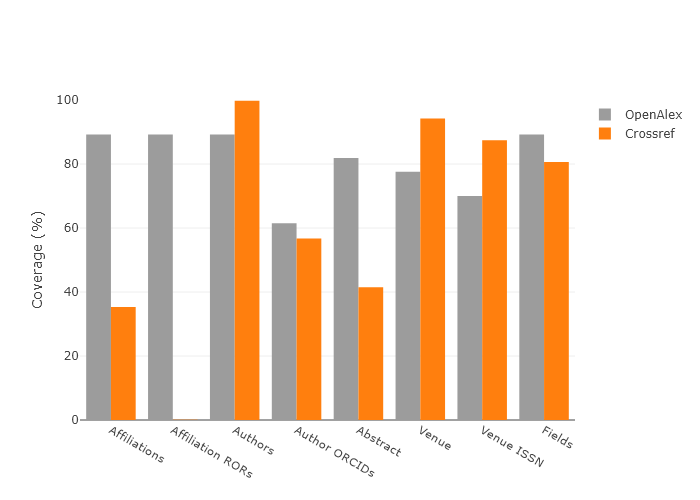 100
80
60
40
20
0
Coverage (%)
Affiliations
Affiliation RORs
Authors
Author ORCIDs
Abstract
Venue
Venue ISSN
Fields
OpenAlex
Crossref